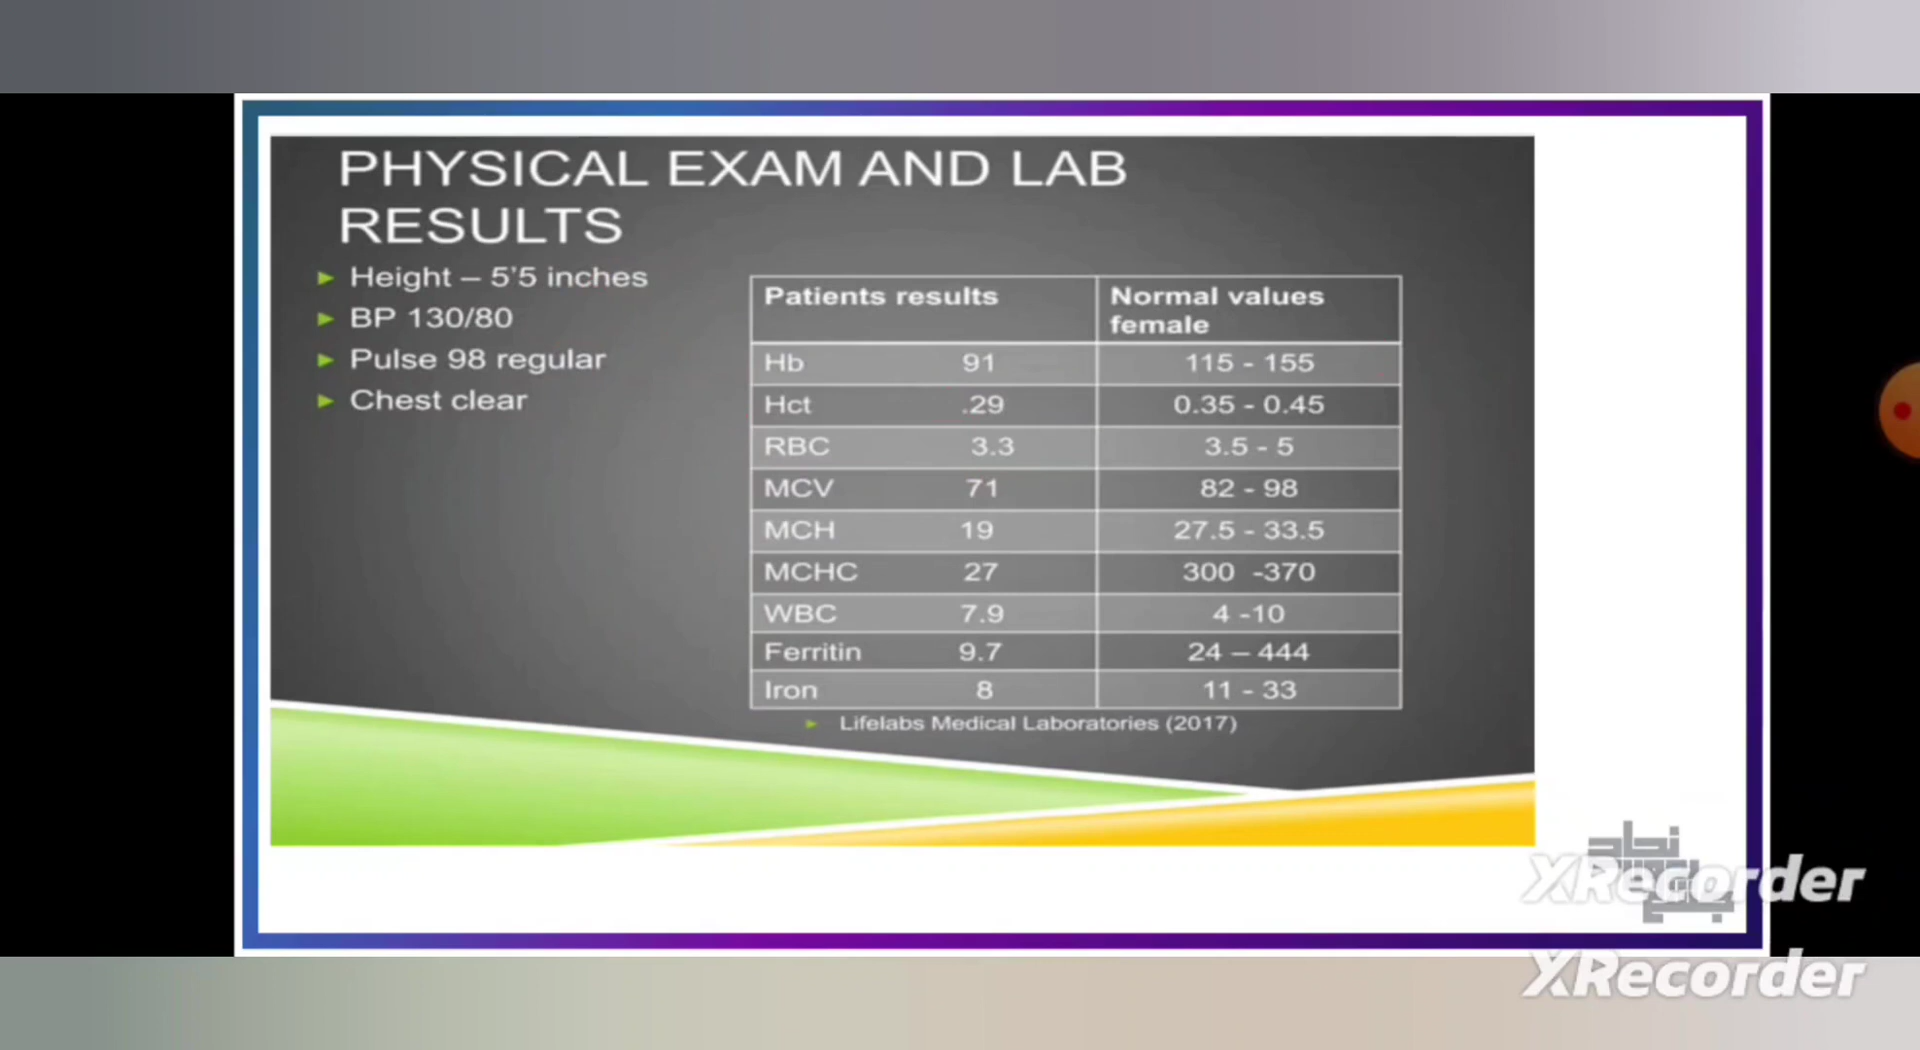 PHYSICAL EXAM AND LAB
RESULTS
► Height – 5’5 inches
► BP 130/80
► Pulse 98 regular
► Chest clear
Patients results Normal values
female
Hb 91 115 - 155
Hct .29 0.35 - 0.45
RBC 3.3 3.5 - 5
MCV 71 82 - 98
MCH 19 27.5 - 33.5
MCHC 27 300 -370
WBC 7.9 4 -10
Ferritin 9.7 24 – 444
Iron 8 11 - 33
► Lifelabs Medical Laboratories (2017)
XRecorder
XRecorder